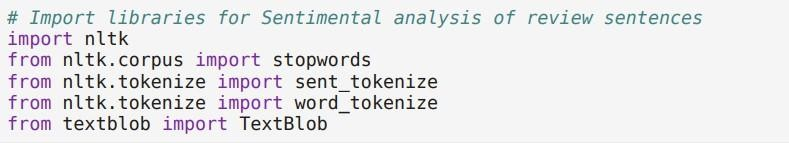 # Import libraries for Sentimental analysis of review sentences
import nltk
from nltk.corpus import stopwords
from nltk.tokenize import sent_tokenize
from nltk.tokenize import word_tokenize
from textblob import TextBlob